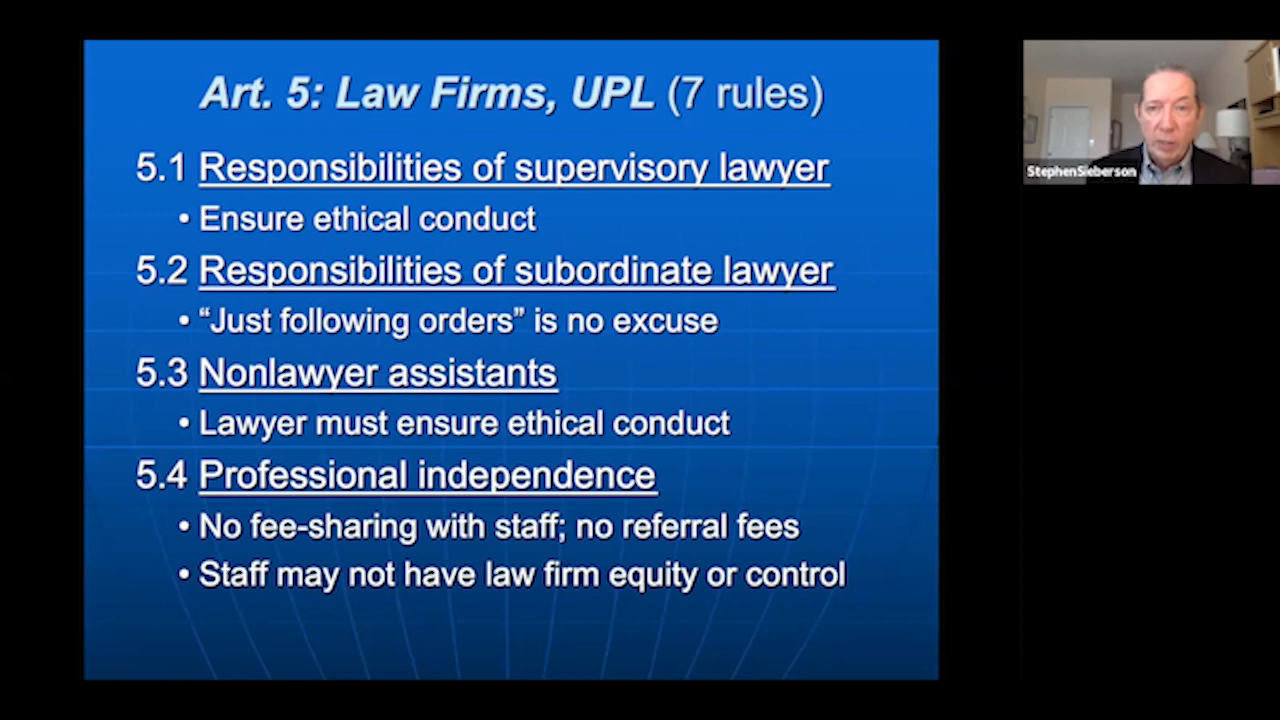 Art. 5: Law Firms, UPL (7 rules)
5.1 Responsibilities of supervisory lawyer
• Ensure ethical conduct
5.2 Responsibilities of subordinate lawyer
• “Just following orders” is no excuse
5.3 Nonlawyer assistants
• Lawyer must ensure ethical conduct
5.4 Professional independence
• No fee-sharing with staff; no referral fees
• Staff may not have law firm equity or control
StephenSieberson